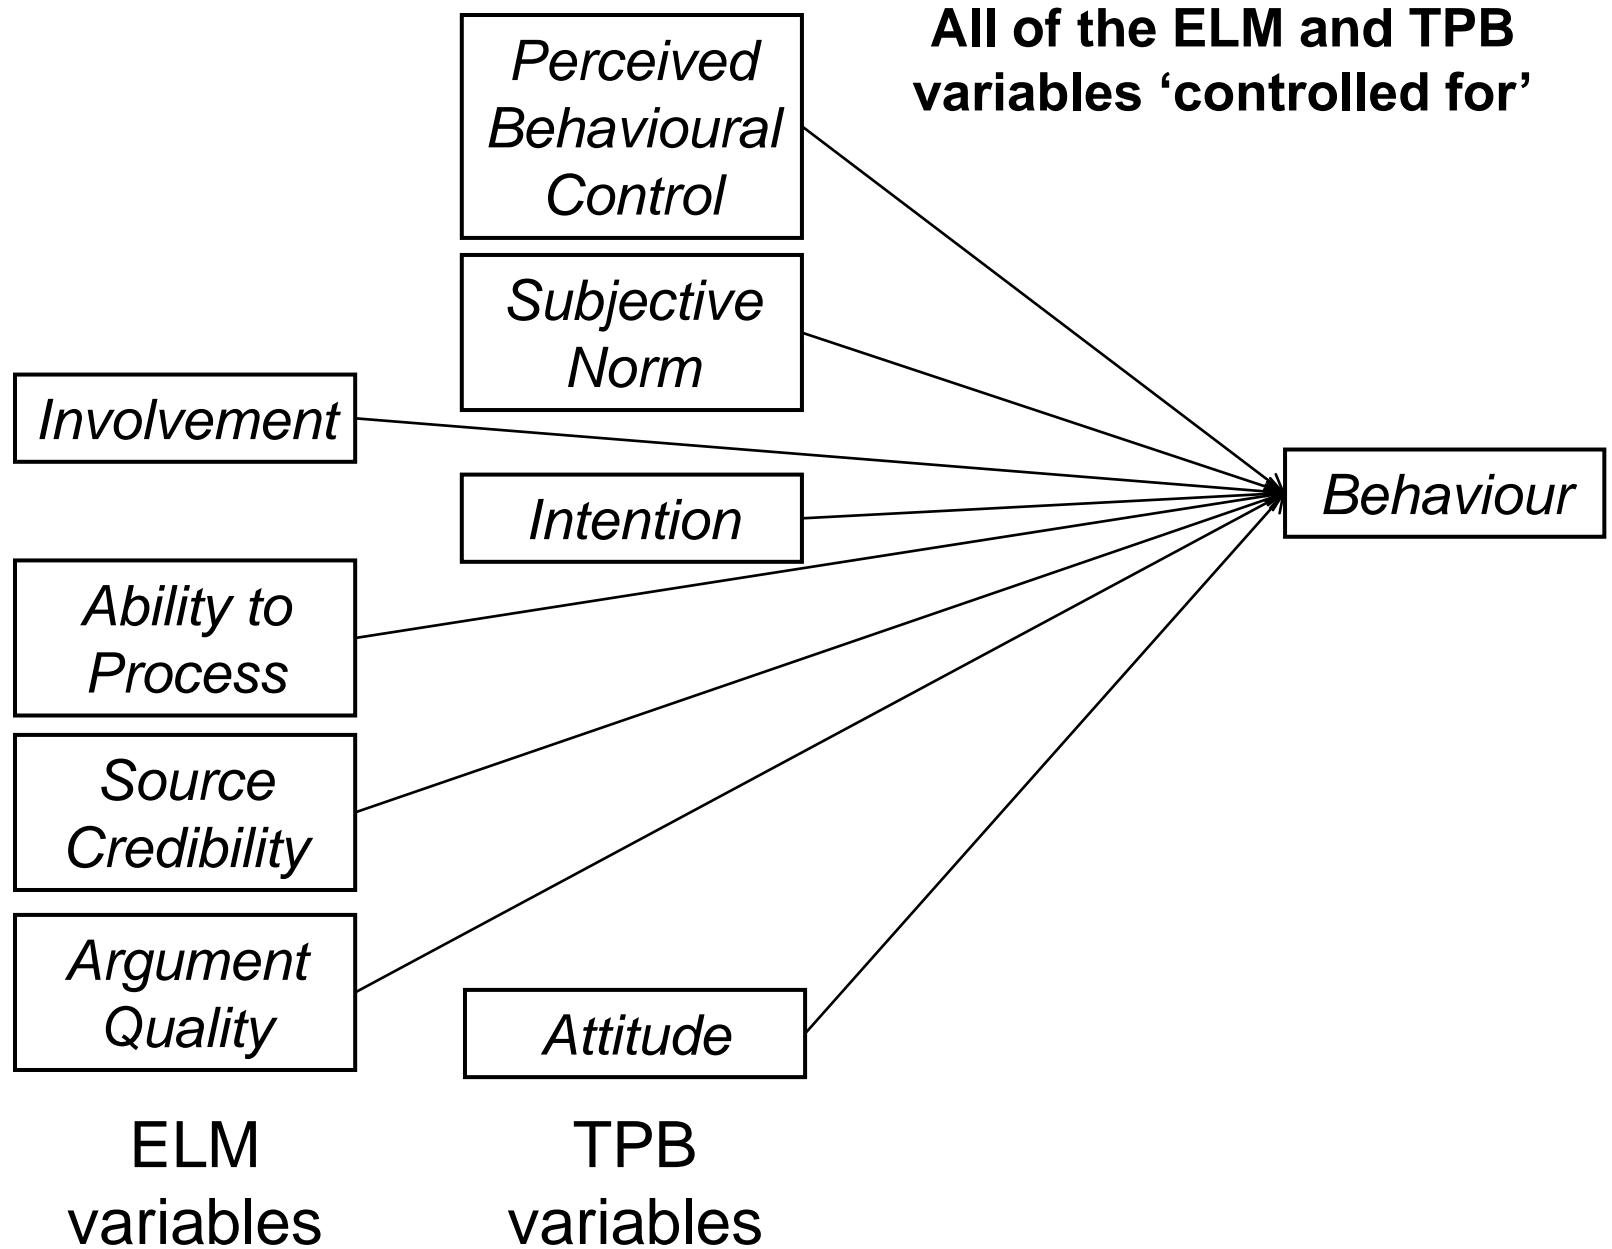 All of the ELM and TPB
variables ‘controlled for’
Perceived
Behavioural
Control
Subjective
Norm
Involvement
Intention
Behaviour
Ability to
Process
Source
Credibility
Argument
Quality
Attitude
ELM
variables
TPB
variables